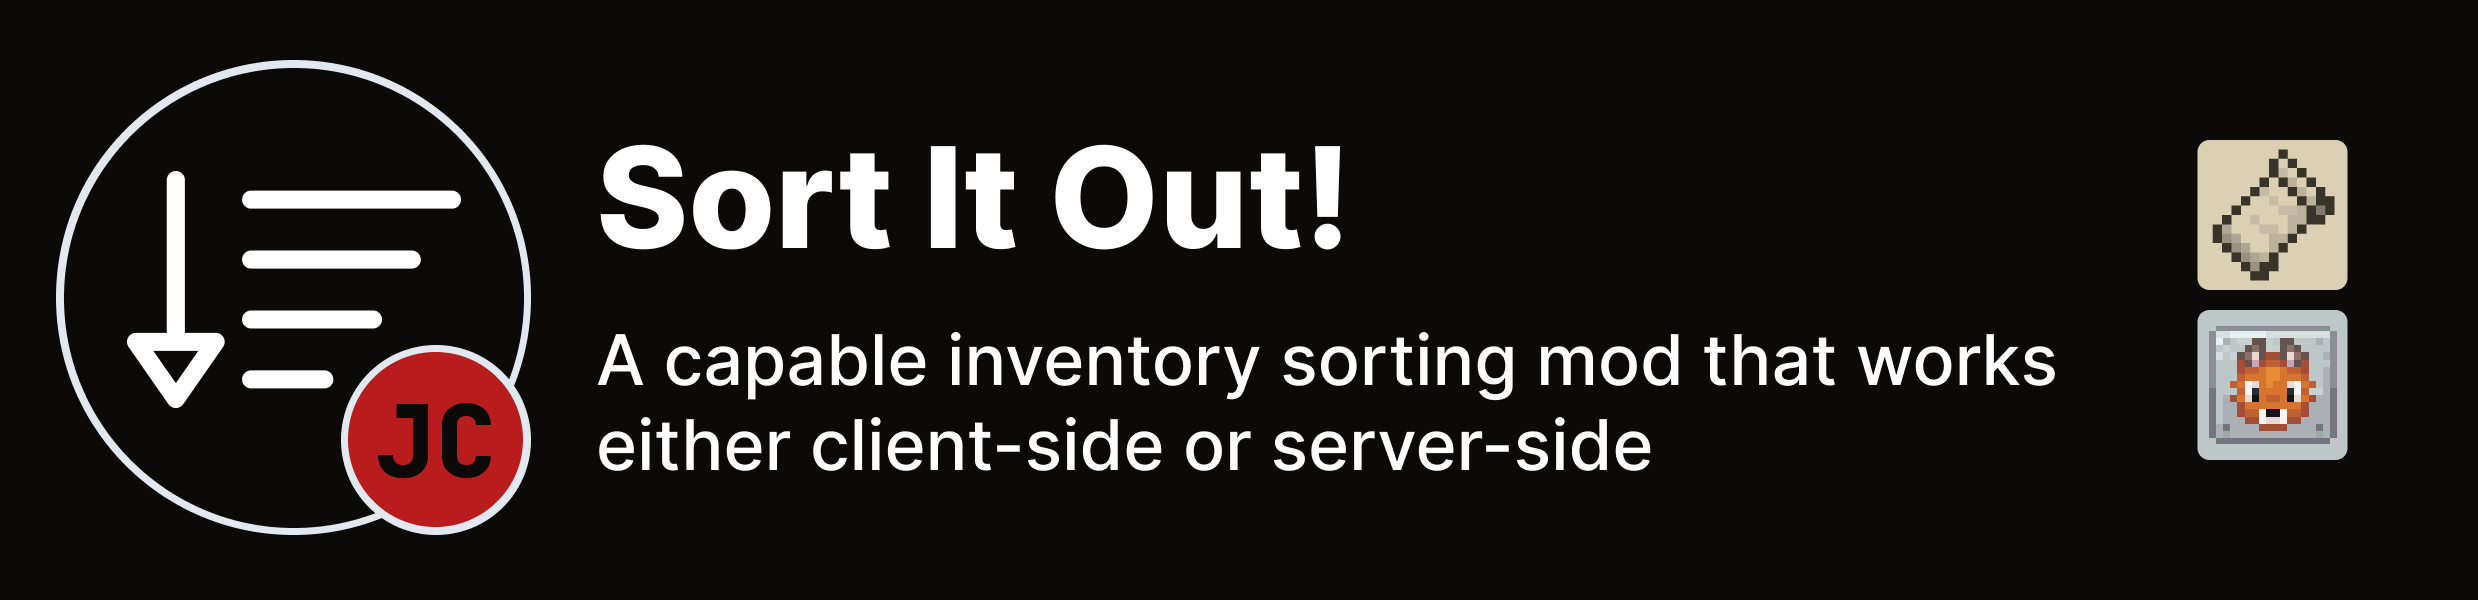 Sort It Out!
A capable inventory sorting mod that works
either client-side or server-side
JC